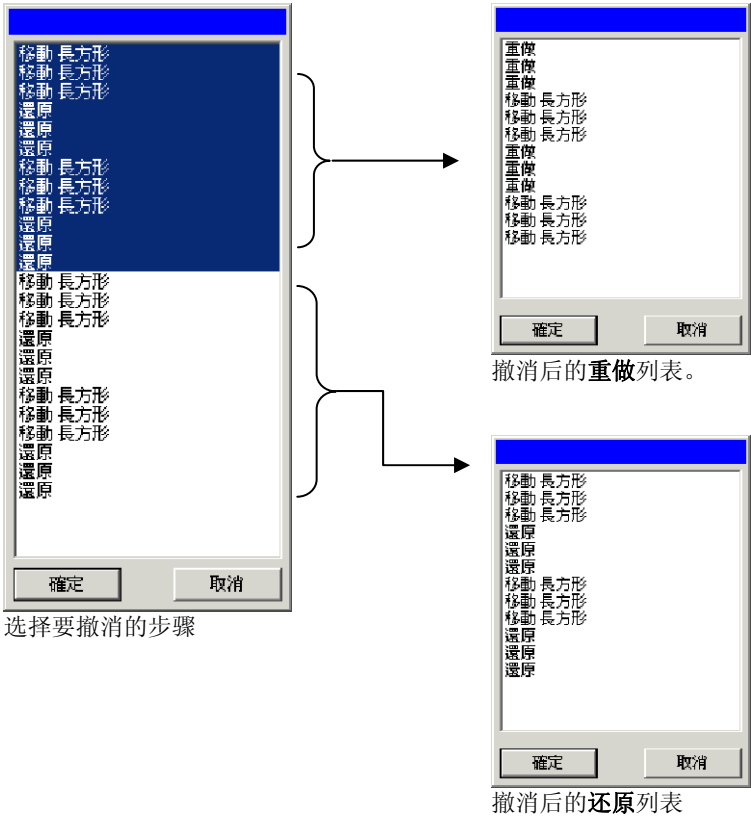 移動 長方形
移動 長方形
移動 長方形
還原
還原
還原
移動 長方形
移動 長方形
移動 長方形
還原
還原
還原
移動 長方形
移動 長方形
移動 長方形
還原
還原
還原
移動 長方形
移動 長方形
移動 長方形
還原
還原
還原
確定 取消
选择要撤消的步骤
重做
重做
重做
移動 長方形
移動 長方形
移動 長方形
重做
重做
重做
移動 長方形
移動 長方形
移動 長方形
確定 取消
撤消后的重做列表。
移動 長方形
移動 長方形
移動 長方形
還原
還原
還原
移動 長方形
移動 長方形
移動 長方形
還原
還原
還原
確定 取消
撤消后的还原列表